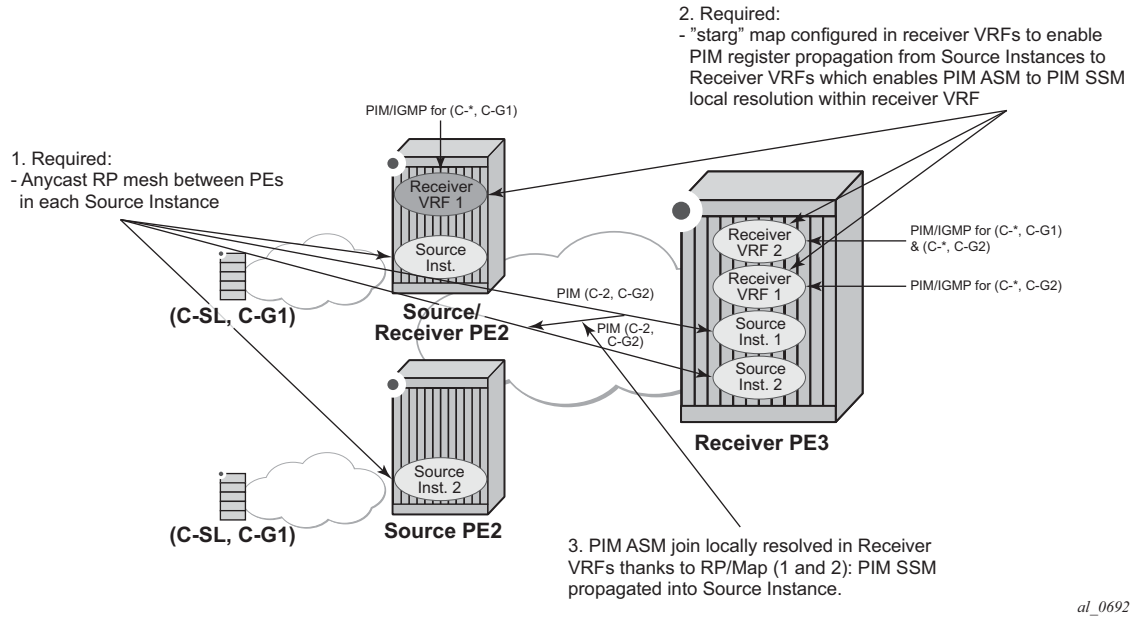 2. Required:
- ”starg” map configured in receiver VRFs to enable
PIM register propagation from Source Instances to
Receiver VRFs which enables PIM ASM to PIM SSM
local resolution within receiver VRF
PIM/IGMP for (C-*, C-G1)
1. Required:
- Anycast RP mesh between PEs
in each Source Instance
Receiver
VRF 1
Source
Inst.
(C-SL, C-G1)
Source/
Receiver PE2
PIM (C-2, C-G2)
PIM (C-2,
C-G2)
Receiver
VRF 2
Receiver
VRF 1
Source
Inst. 1
Source
Inst. 2
PIM/IGMP for (C-*, C-G1)
& (C-*, C-G2)
PIM/IGMP for (C-*, C-G2)
Receiver PE3
Source
Inst. 2
(C-SL, C-G1)
Source PE2
3. PIM ASM join locally resolved in Receiver
VRFs thanks to RP/Map (1 and 2): PIM SSM
propagated into Source Instance.
al_0692